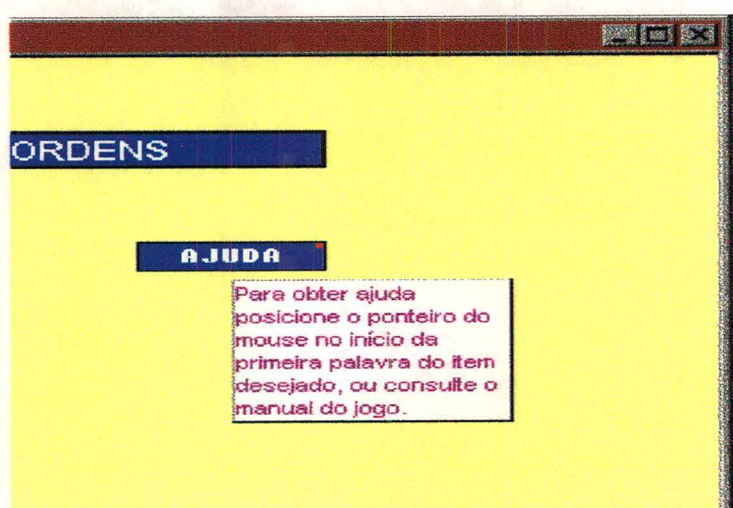 ORDENS
AJUDA
Para obter ajuda
posicione o ponteiro do
mouse no início da
primeira palavra do item
desejado, ou consulte o
manual do jogo.